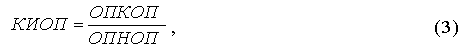 КИОП = ОПКОП / ОПНОП , (3)